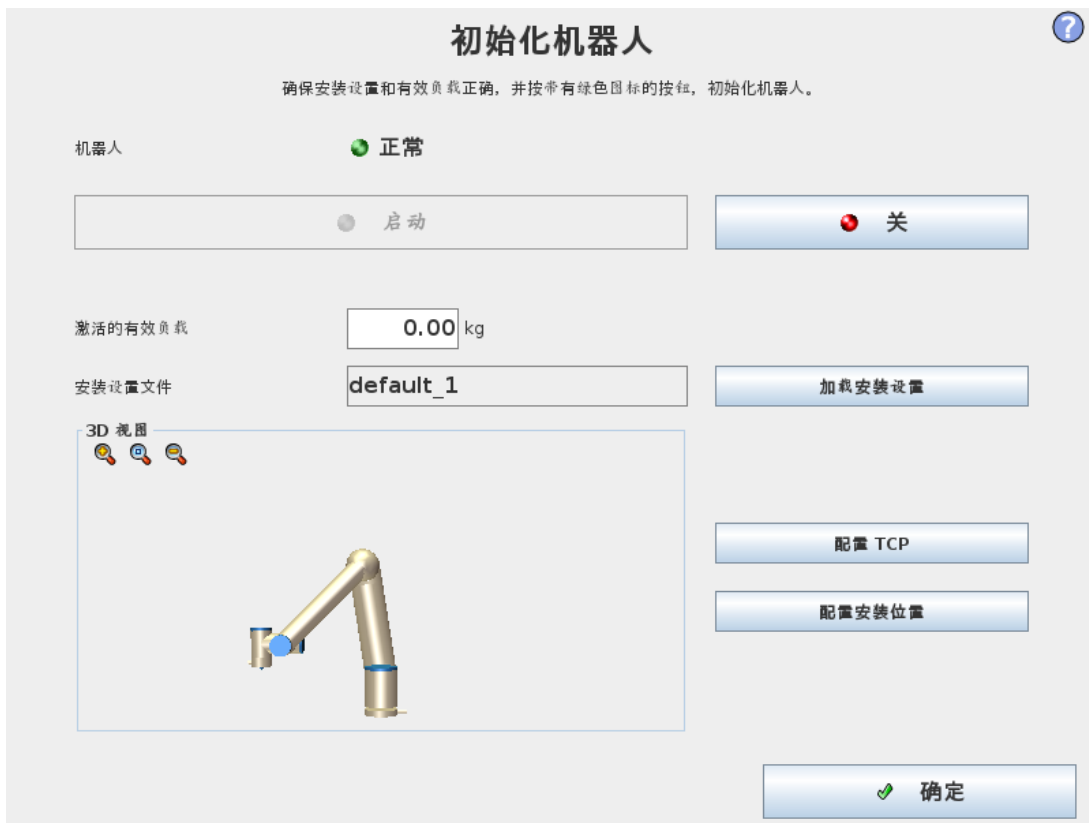 初始化机器人
确保安装设置和有效负载正确，并按带有绿色图标的按钮，初始化机器人。
机器人 正常
启动 关
激活的有效负载 0.00 kg
安装设置文件 default_1 加载安装设置
3D 视图
配置 TCP
配置安装位置
确定